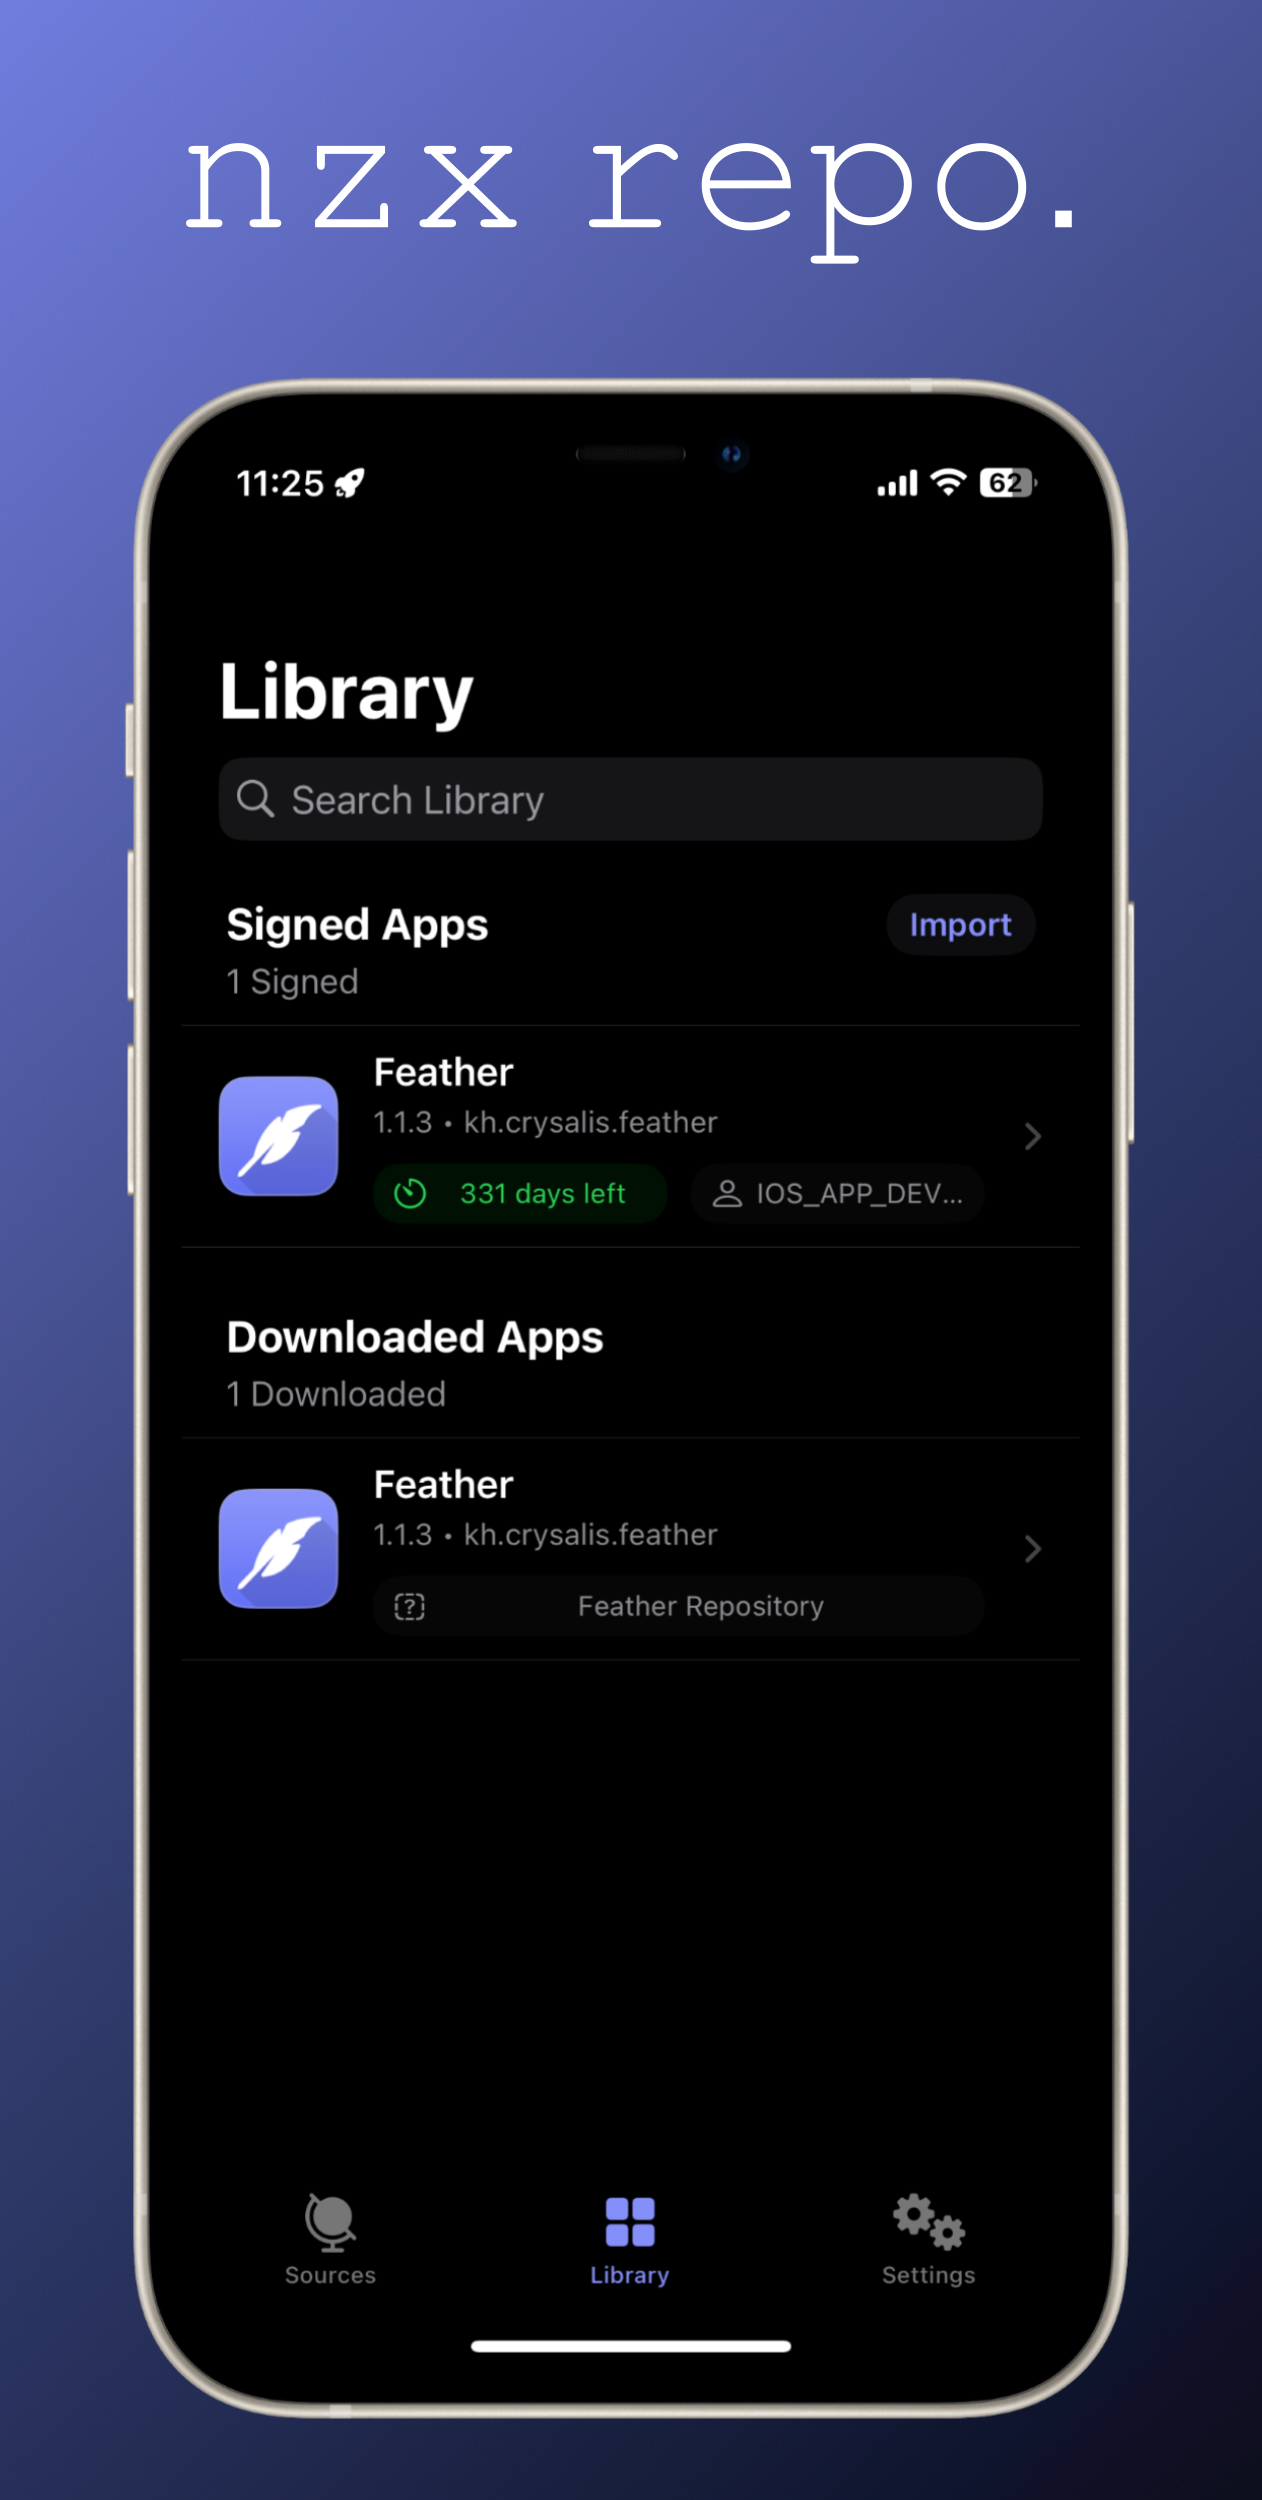 nzx repo.
11:25
62
Library
Search Library
Signed Apps
Import
1 Signed
Feather
1.1.3 • kh.crysalis.feather
331 days left
IOS_APP_DEV...
Downloaded Apps
1 Downloaded
Feather
1.1.3 • kh.crysalis.feather
?
Feather Repository
Sources
Library
Settings